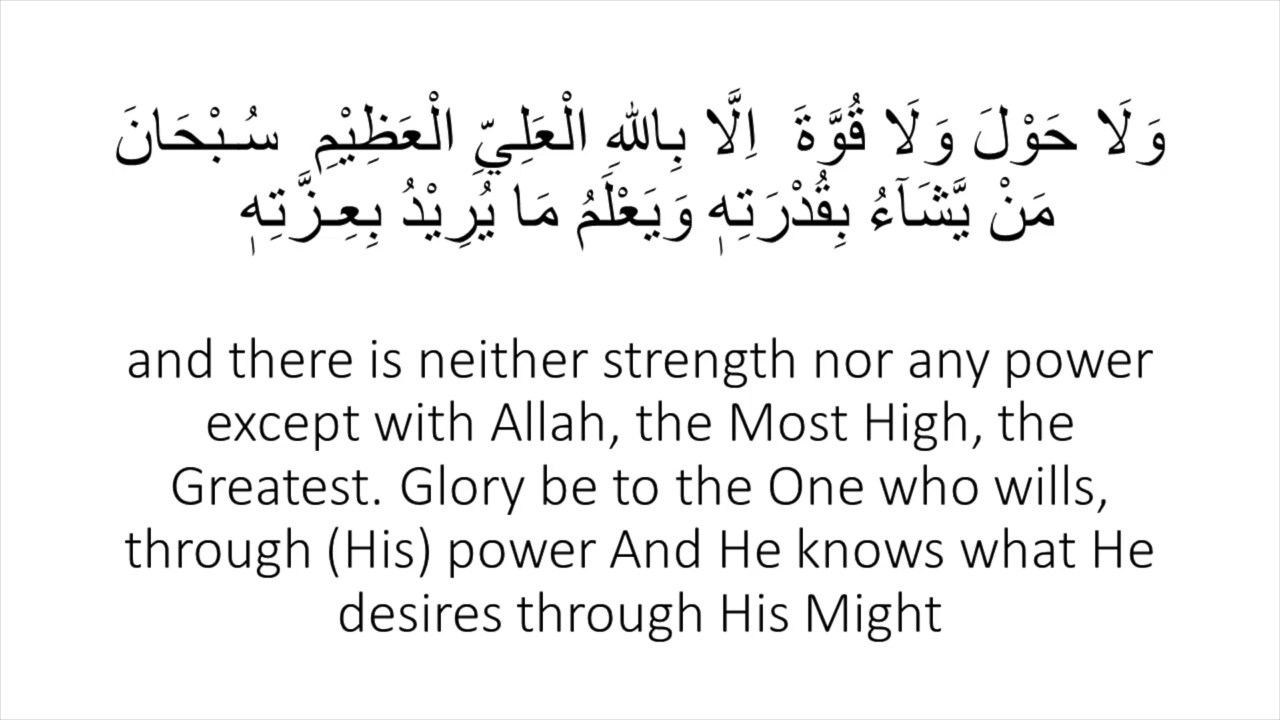 وَلَا حَوْلَ وَلَا قُوَّةَ اِلَّا بِاللهِ الْعَلِيِّ الْعَظِيْمِ سُبْحَانَ
مَنْ يَّشَآءُ بِقُدْرَتِهٖ وَيَعْلَمُ مَا يُرِيْدُ بِعِزَّتِهٖ
and there is neither strength nor any power
except with Allah, the Most High, the
Greatest. Glory be to the One who wills,
through (His) power And He knows what He
desires through His Might